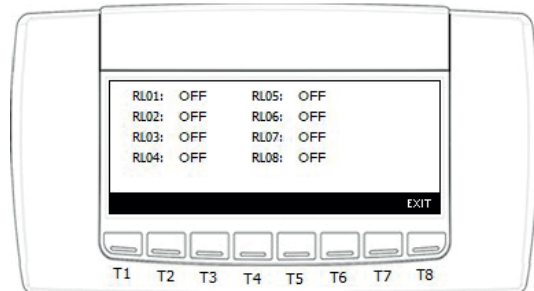 RL01: OFF RL05: OFF
RL02: OFF RL06: OFF
RL03: OFF RL07: OFF
RL04: OFF RL08: OFF
EXIT
T1 T2 T3 T4 T5 T6 T7 T8